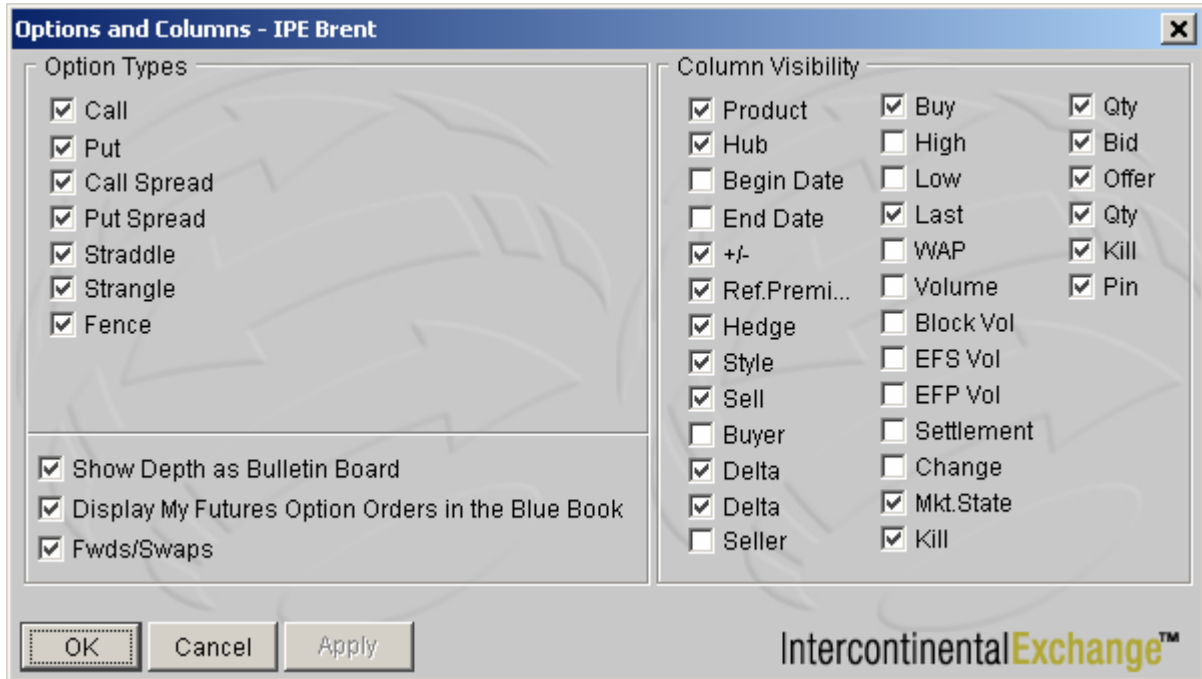 Options and Columns - IPE Brent
Option Types
Call
Put
Call Spread
Put Spread
Straddle
Strangle
Fence
Show Depth as Bulletin Board
Display My Futures Option Orders in the Blue Book
Fwds/Swaps
Column Visibility
Product
Hub
Begin Date
End Date
+/-
Ref.Premi...
Hedge
Style
Sell
Buyer
Delta
Delta
Seller
Buy
High
Low
Last
WAP
Volume
Block Vol
EFS Vol
EFP Vol
Settlement
Change
Mkt.State
Kill
Qty
Bid
Offer
Qty
Kill
Pin
OK
Cancel
Apply
IntercontinentalExchange™